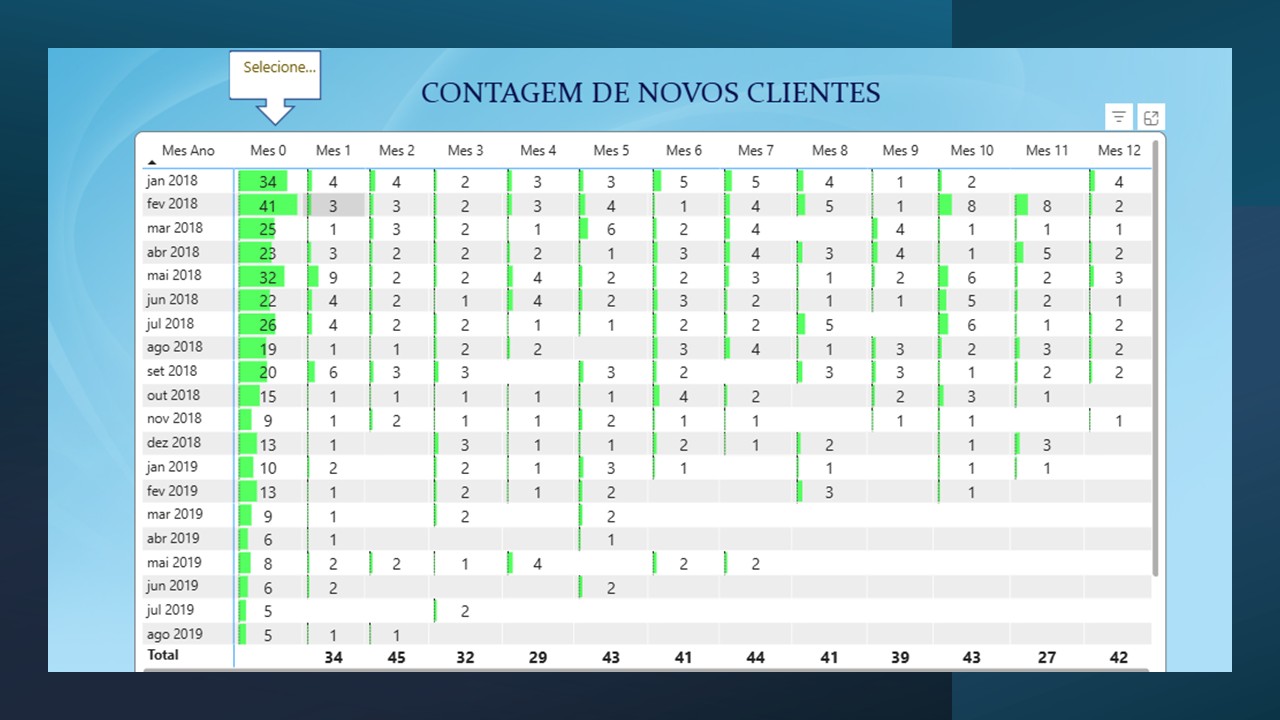 Selecione...
CONTAGEM DE NOVOS CLIENTES
Mes Ano Mes 0 Mes 1 Mes 2 Mes 3 Mes 4 Mes 5 Mes 6 Mes 7 Mes 8 Mes 9 Mes 10 Mes 11 Mes 12
jan 2018 34 4 4 2 3 3 5 5 4 1 2 4
fev 2018 41 3 3 2 3 4 1 4 5 1 8 8 2
mar 2018 25 1 3 2 1 6 2 4 4 1 1 1
abr 2018 23 3 2 2 2 1 3 4 3 4 1 5 2
mai 2018 32 9 2 2 4 2 2 3 1 2 6 2 3
jun 2018 22 4 2 1 4 2 3 2 1 1 5 2 1
jul 2018 26 4 2 2 1 1 2 2 5 6 1 2
ago 2018 19 1 1 2 2 3 4 1 3 2 3 2
set 2018 20 6 3 3 3 2 3 3 1 2 2
out 2018 15 1 1 1 1 1 4 2 2 3 1
nov 2018 9 1 2 1 1 2 1 1 1 1 1
dez 2018 13 1 3 1 1 2 1 2 1 3
jan 2019 10 2 2 1 3 1 1 1 1
fev 2019 13 1 2 1 2 3 1
mar 2019 9 1 2 2
abr 2019 6 1 1
mai 2019 8 2 2 1 4 2 2
jun 2019 6 2 2
jul 2019 5 2
ago 2019 5 1 1
Total 34 45 32 29 43 41 44 41 39 43 27 42